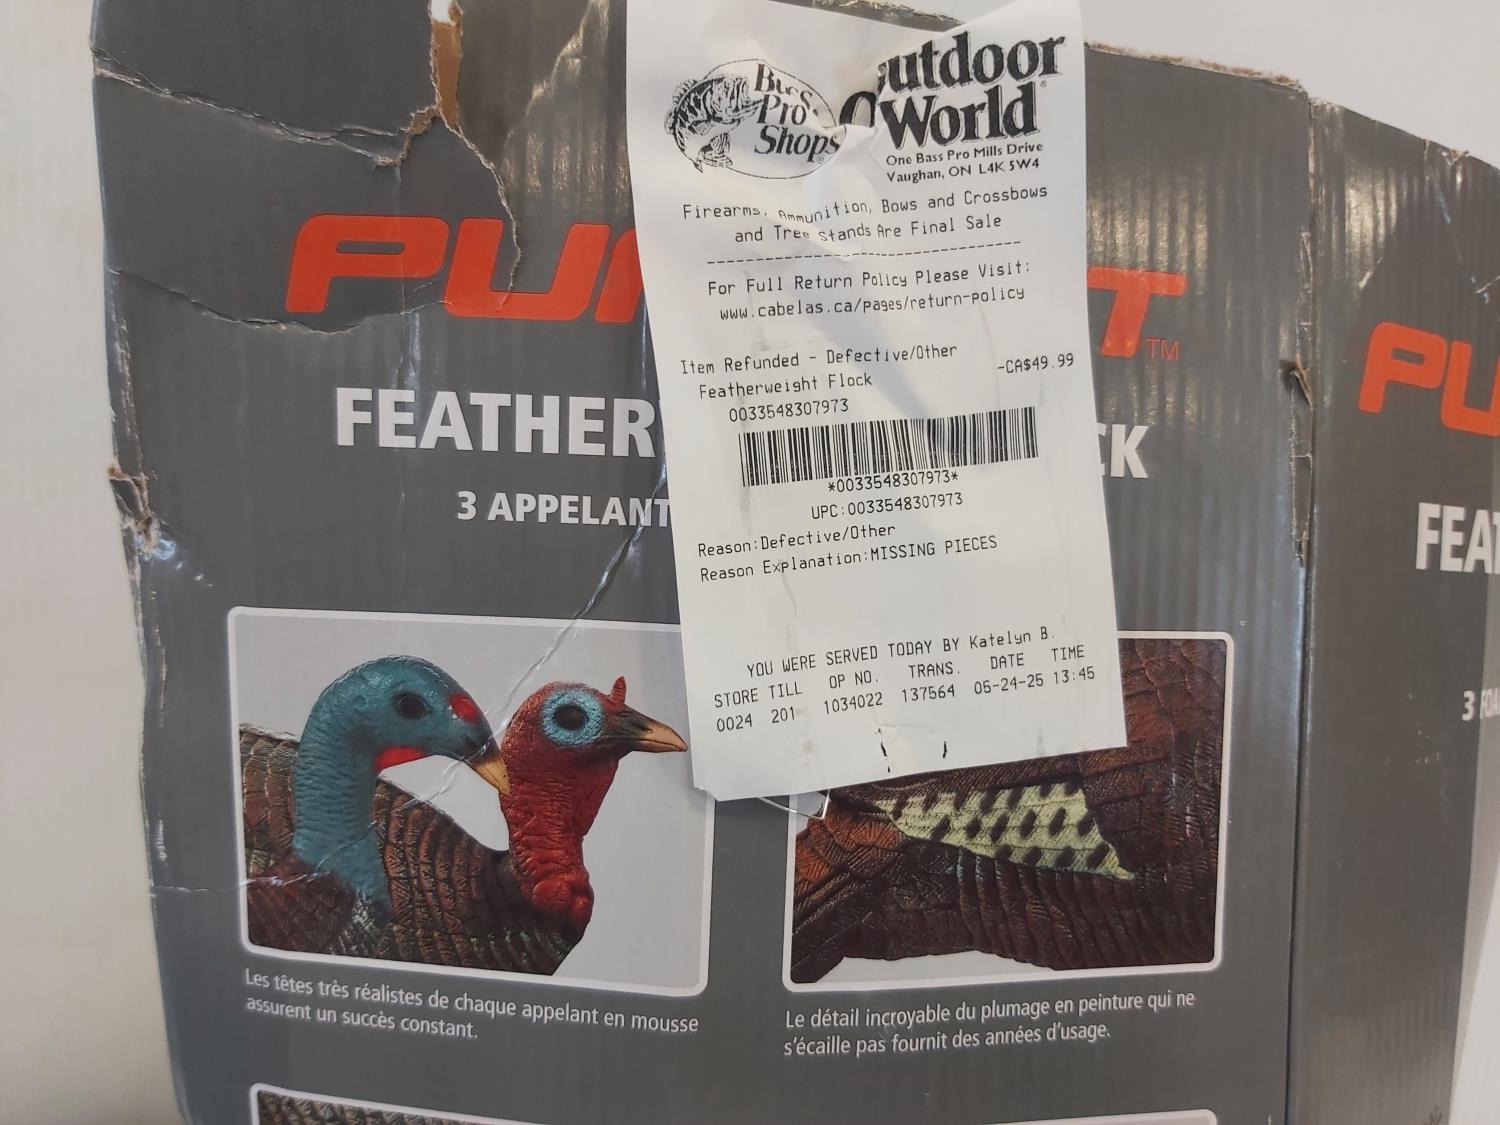 Bass
Pro
Shops®
Outdoor
World®
One Bass Pro Mills Drive
Vaughan, ON L4K 5W4
Firearms, Ammunition, Bows and Crossbows
and Tree stands Are Final Sale
--------------------------------
For Full Return Policy Please Visit:
www.cabelas.ca/pages/return-policy
Item Refunded - Defective/Other
-CA$49.99
Featherweight Flock
0033548307973
*0033548307973*
UPC:0033548307973
Reason:Defective/Other
Reason Explanation:MISSING PIECES
YOU WERE SERVED TODAY BY Katelyn B.
STORE TILL OP NO. TRANS. DATE TIME
0024 201 1034022 137564 05-24-25 13:45
PU
T™
FEATHER
CK
3 APPELANT
Les têtes très réalistes de chaque appelant en mousse
assurent un succès constant.
Le détail incroyable du plumage en peinture qui ne
s'écaille pas fournit des années d'usage.
PU
FEAT
3 FOA